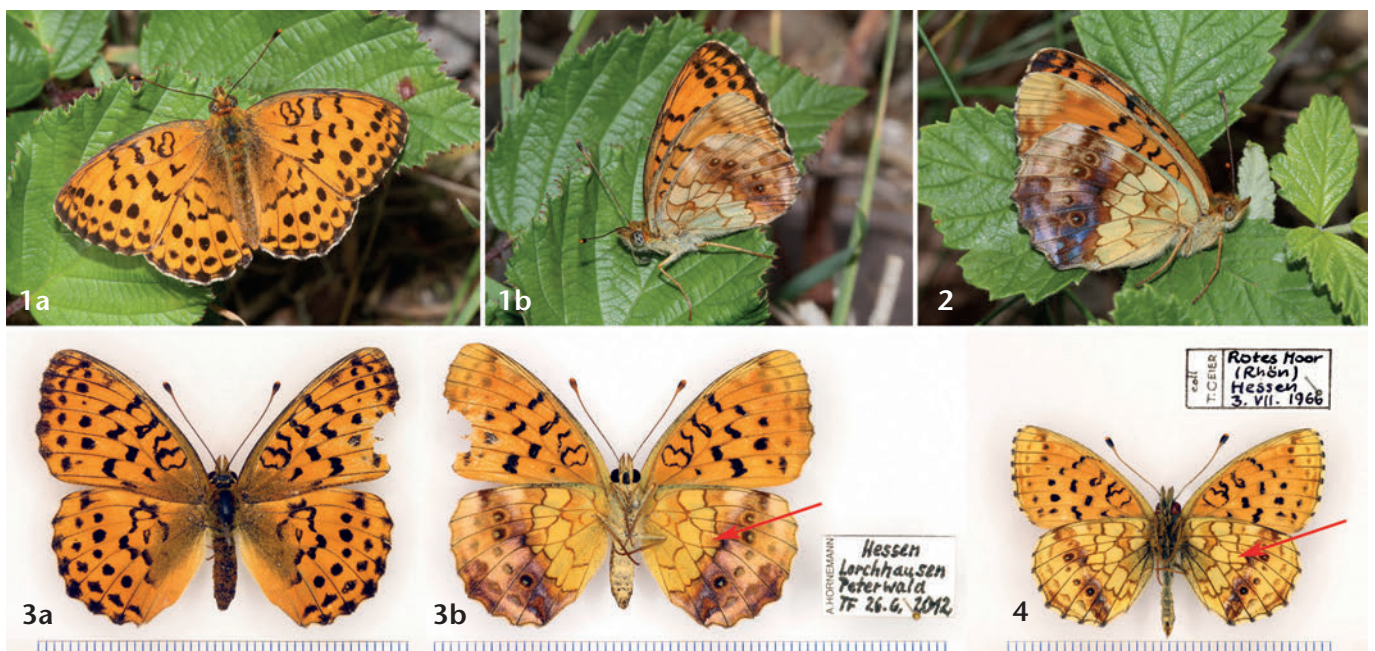 1a
1b
2
3a
3b
A.HORNEMANN
Hessen
Lorchhausen
Peterwald
TF 26.6. 2012
coll
T.GEIER
Rotes Moor
(Rhön)
Hessen
3. VII. 1966
4